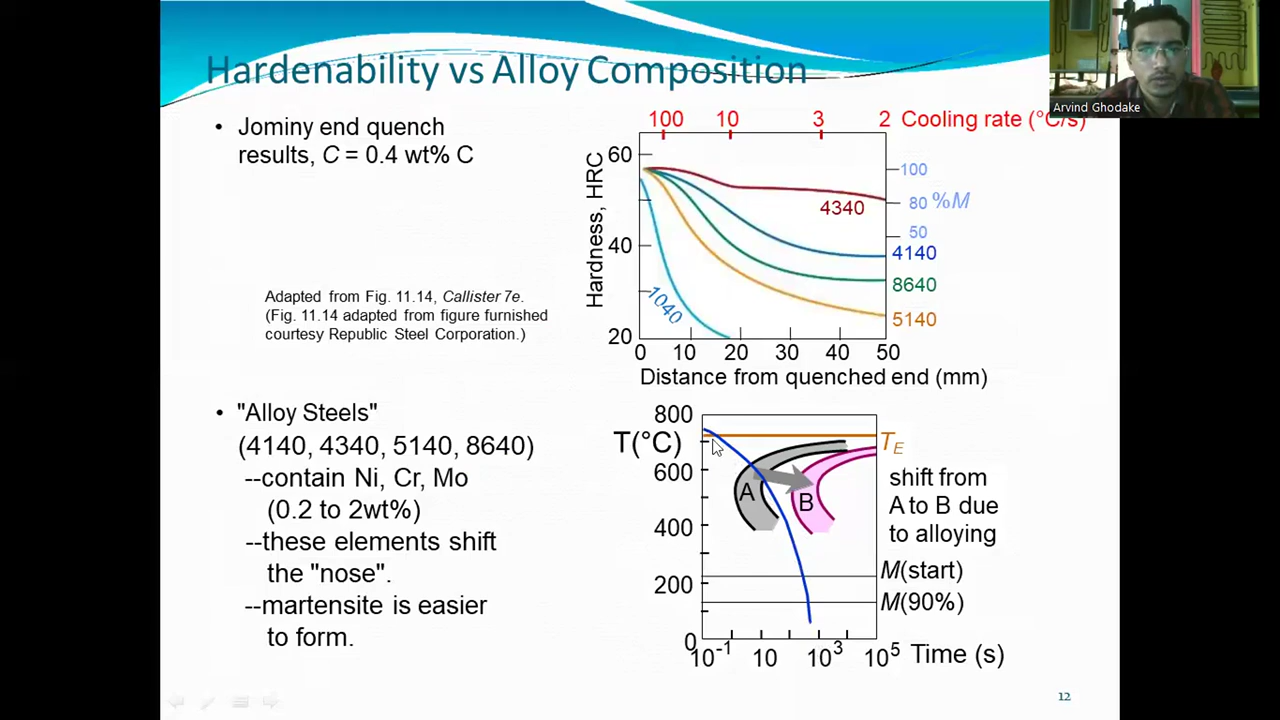 Hardenability vs Alloy Composition
Arvind Ghodake
• Jominy end quench
results, C = 0.4 wt% C
Adapted from Fig. 11.14, Callister 7e.
(Fig. 11.14 adapted from figure furnished
courtesy Republic Steel Corporation.)
100 10 3 2 Cooling rate (°C/s)
Hardness, HRC
60
40
20
100
80 %M
50
4340
4140
8640
5140
1040
0 10 20 30 40 50
Distance from quenched end (mm)
• "Alloy Steels"
(4140, 4340, 5140, 8640)
--contain Ni, Cr, Mo
(0.2 to 2wt%)
--these elements shift
the "nose".
--martensite is easier
to form.
T(°C)
800
600
400
200
0
TE
A
B
shift from
A to B due
to alloying
M(start)
M(90%)
10-1 10 103 105 Time (s)
12